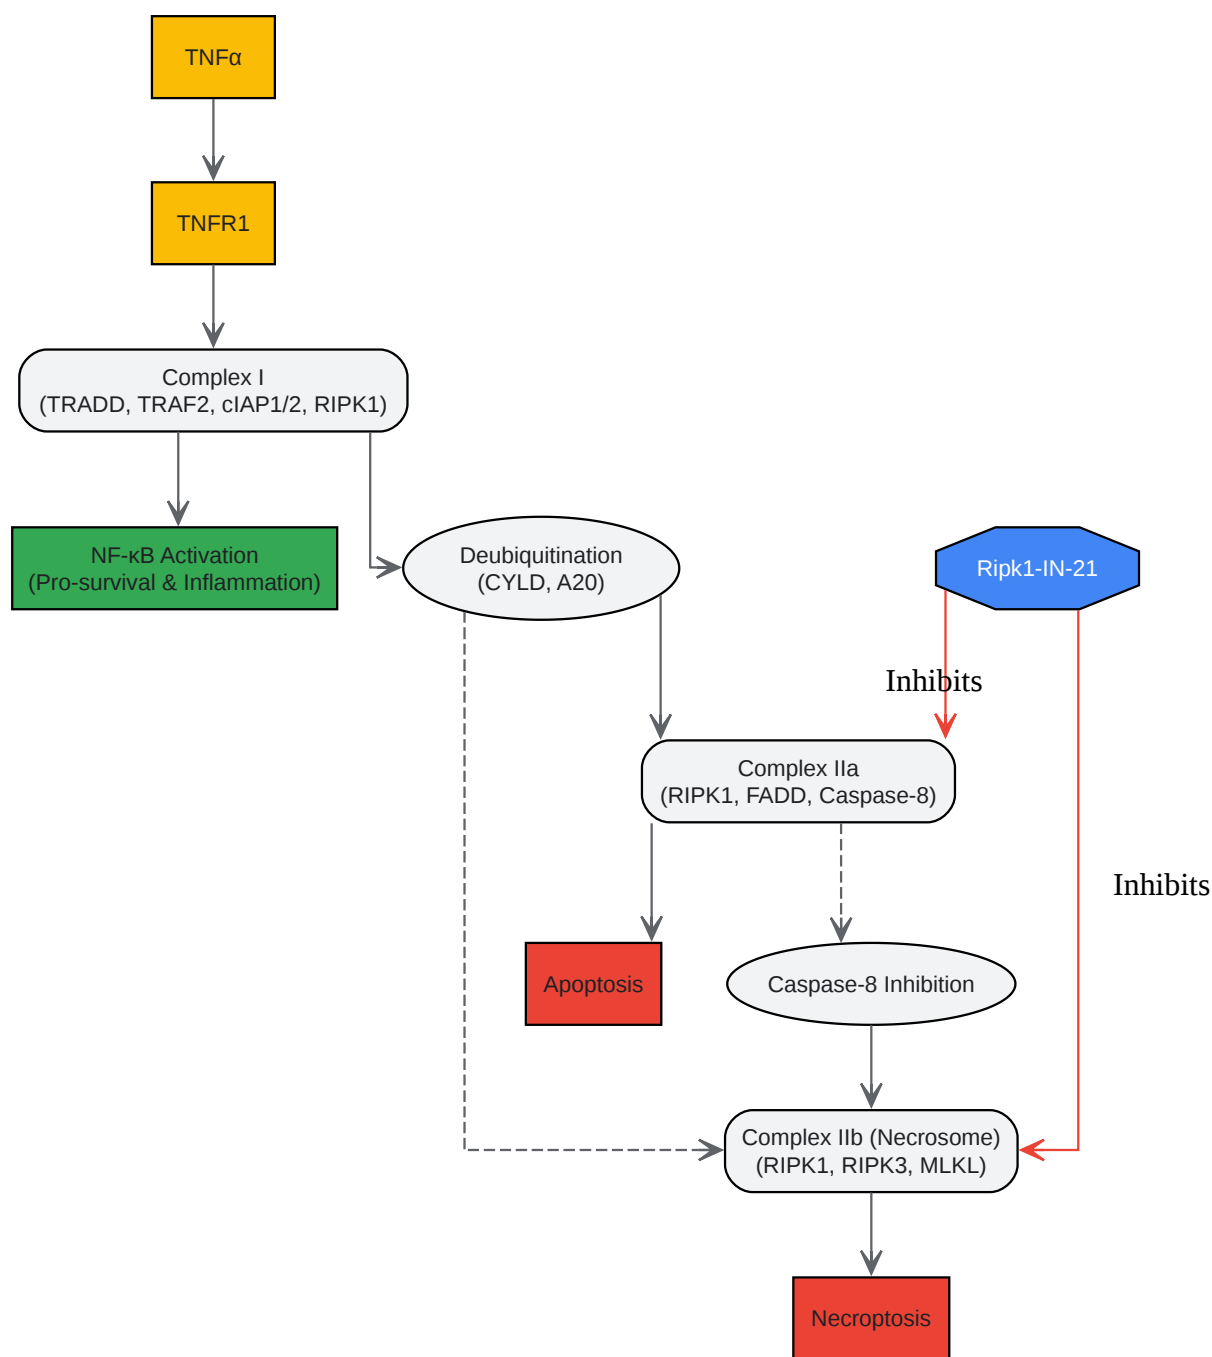 TNFα
TNFR1
Complex I
(TRADD, TRAF2, cIAP1/2, RIPK1)
NF-κB Activation
(Pro-survival & Inflammation)
Deubiquitination
(CYLD, A20)
Ripk1-IN-21
Inhibits
Complex IIa
(RIPK1, FADD, Caspase-8)
Inhibits
Apoptosis
Caspase-8 Inhibition
Complex IIb (Necrosome)
(RIPK1, RIPK3, MLKL)
Necroptosis